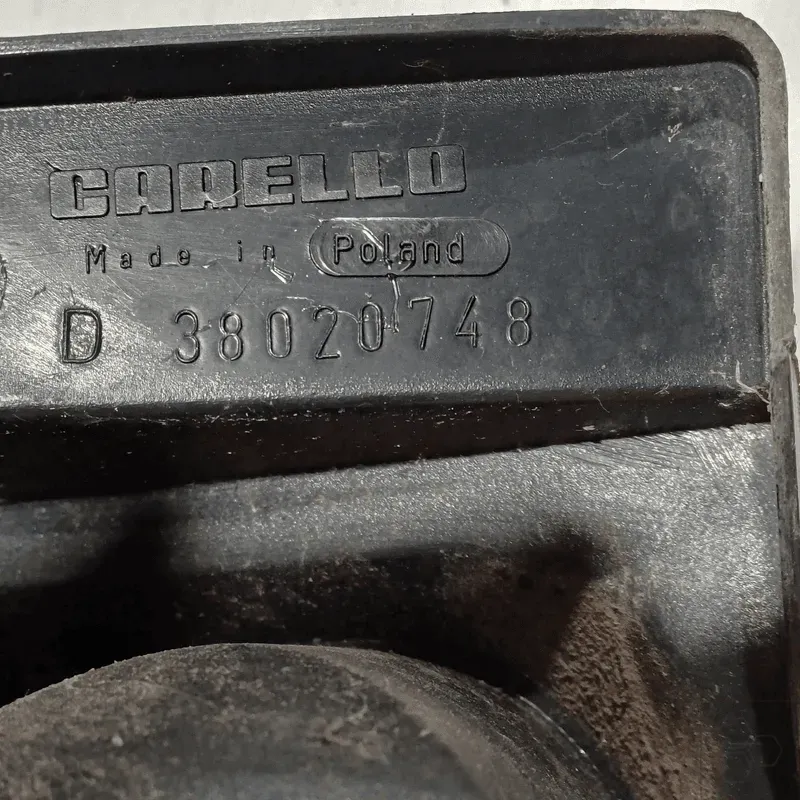 CARELLO
Made in Poland
D 38020748